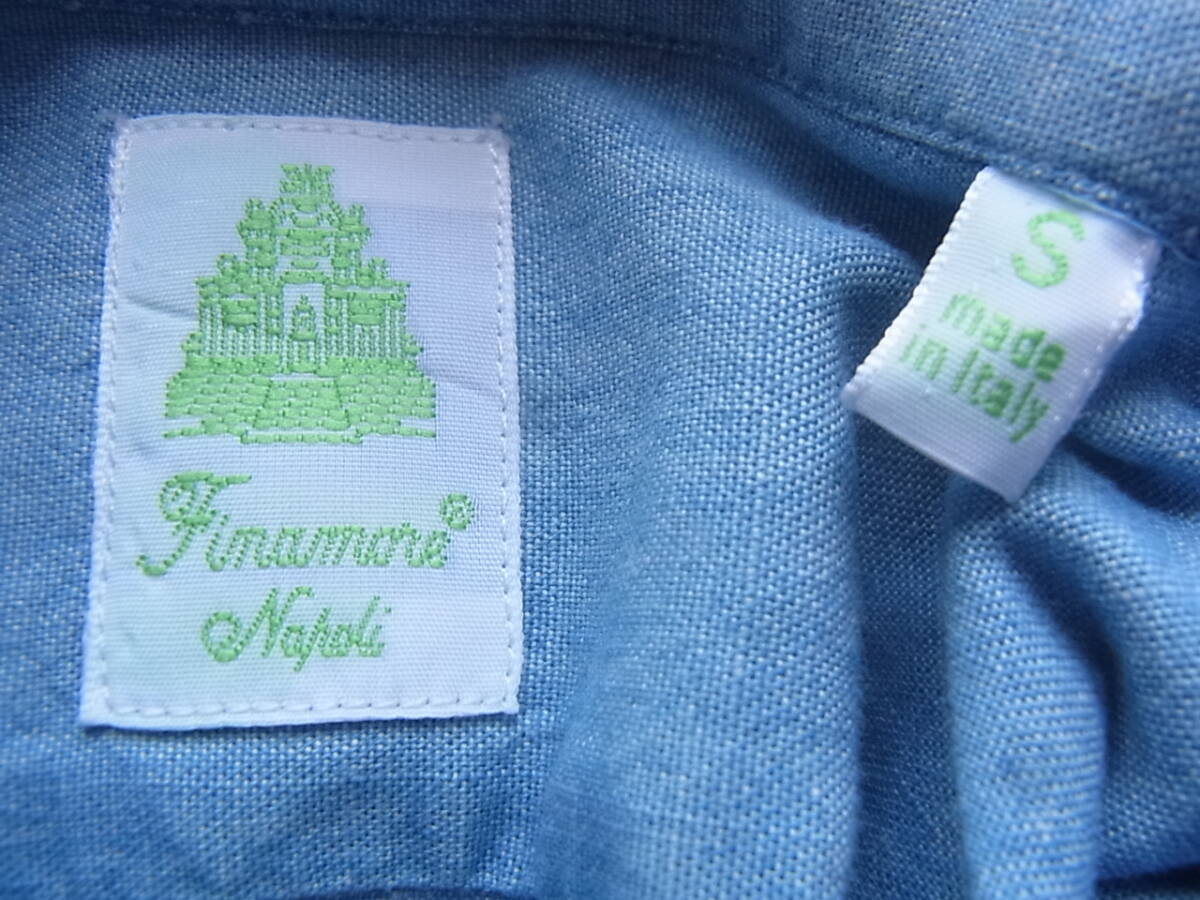 Finamore®
Napoli
S
made
in Italy